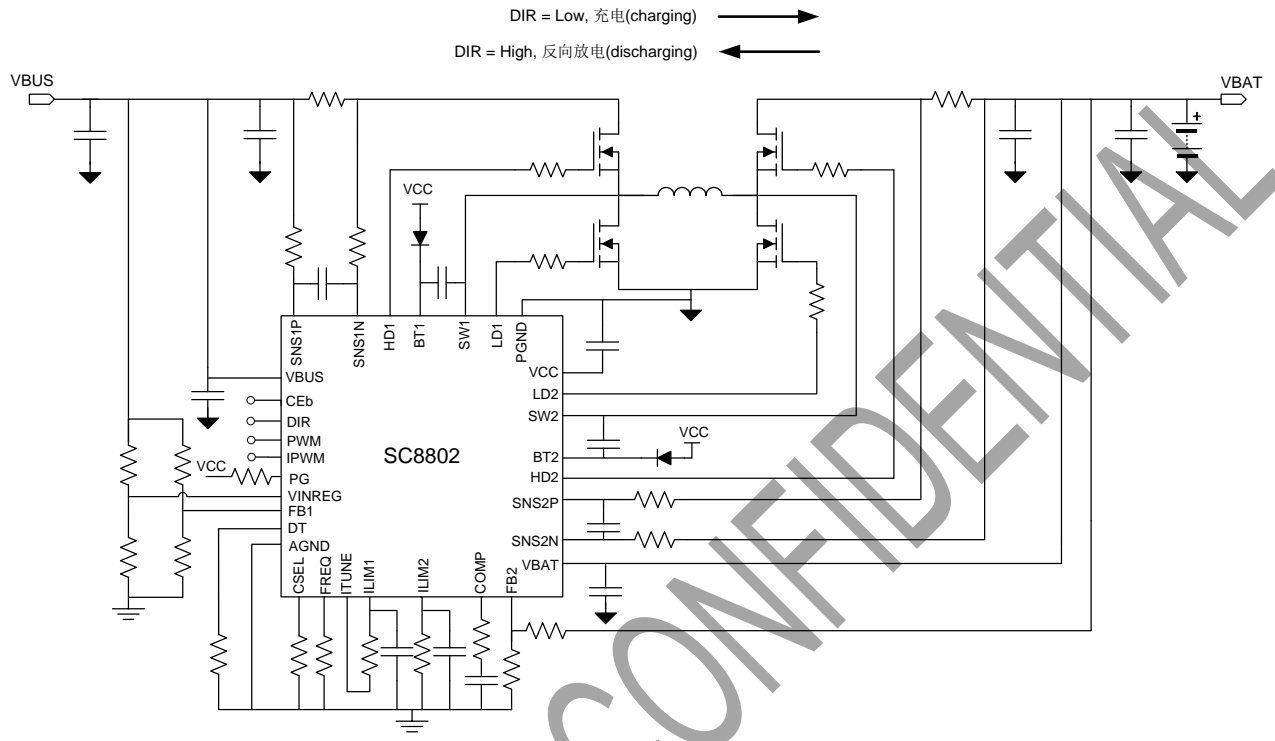 DIR = Low, 充电(charging)
DIR = High, 反向放电(discharging)
VBUS
VBAT
+
VCC
SNS1P
SNS1N
HD1
BT1
SW1
LD1
PGND
VBUS
CEb
DIR
PWM
IPWM
VCC
PG
VINREG
FB1
DT
AGND
SC8802
VCC
LD2
SW2
BT2
VCC
HD2
SNS2P
SNS2N
VBAT
CSEL
FREQ
ITUNE
ILIM1
ILIM2
COMP
FB2
CONFIDENTIAL